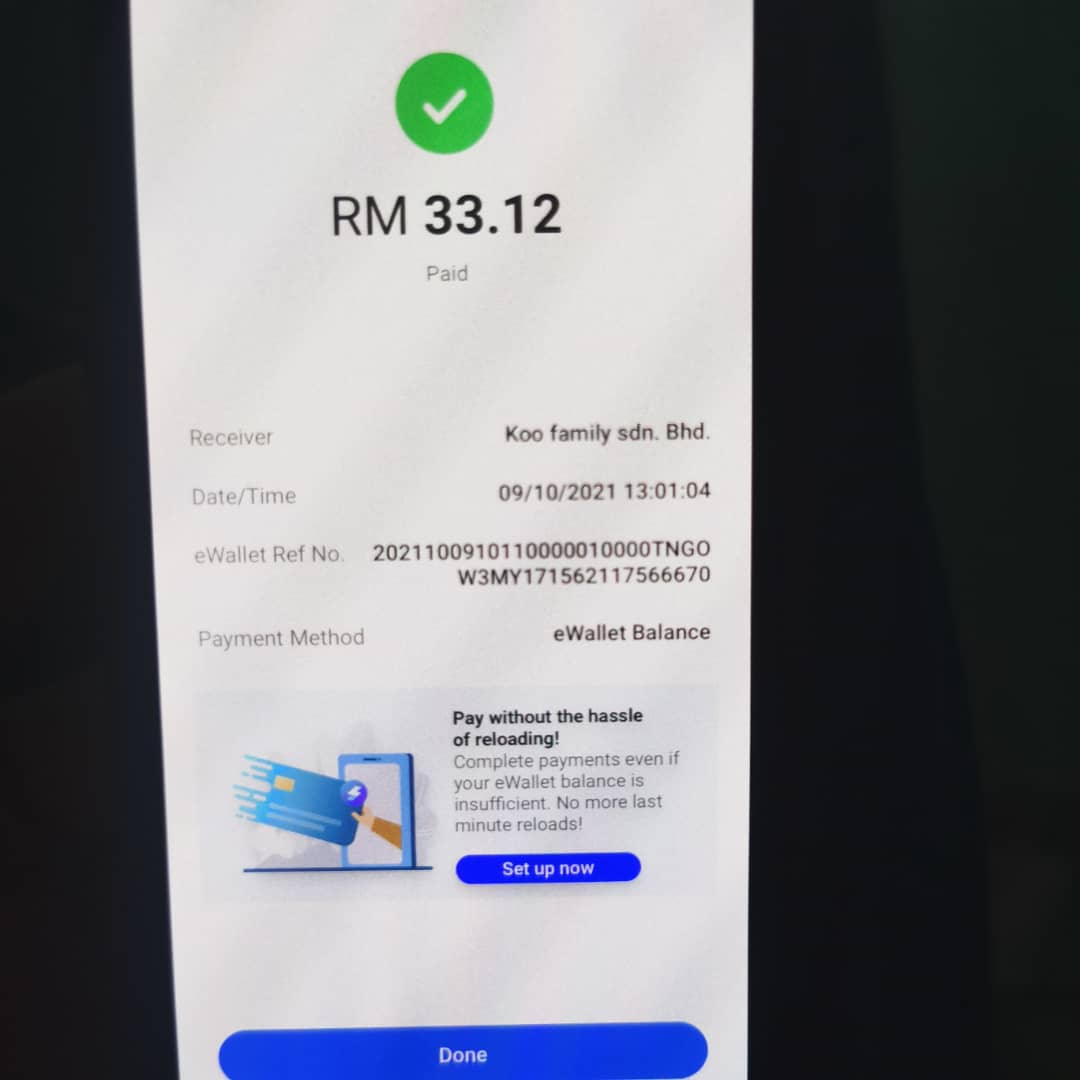 RM 33.12
Paid
Receiver Koo family sdn. Bhd.
Date/Time 09/10/2021 13:01:04
eWallet Ref No. 20211009101110000010000TNGO
W3MY171562117566670
Payment Method eWallet Balance
Pay without the hassle
of reloading!
Complete payments even if
your eWallet balance is
insufficient. No more last
minute reloads!
Set up now
Done